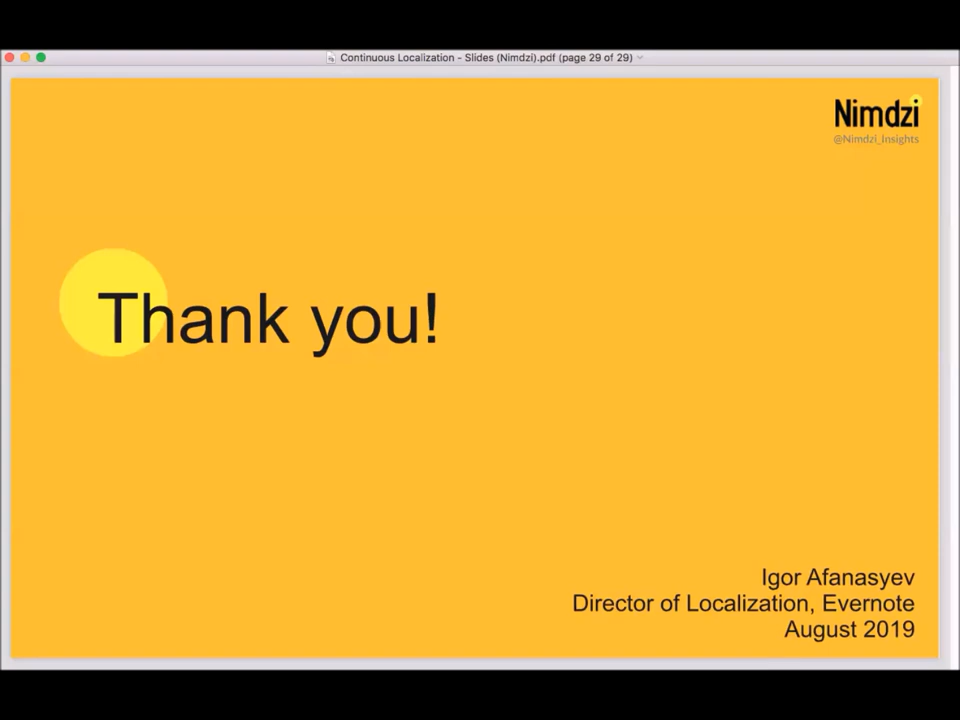 Continuous Localization - Slides (Nimdzi).pdf (page 29 of 29)
Nimdzi
@Nimdzi_Insights
Thank you!
Igor Afanasyev
Director of Localization, Evernote
August 2019